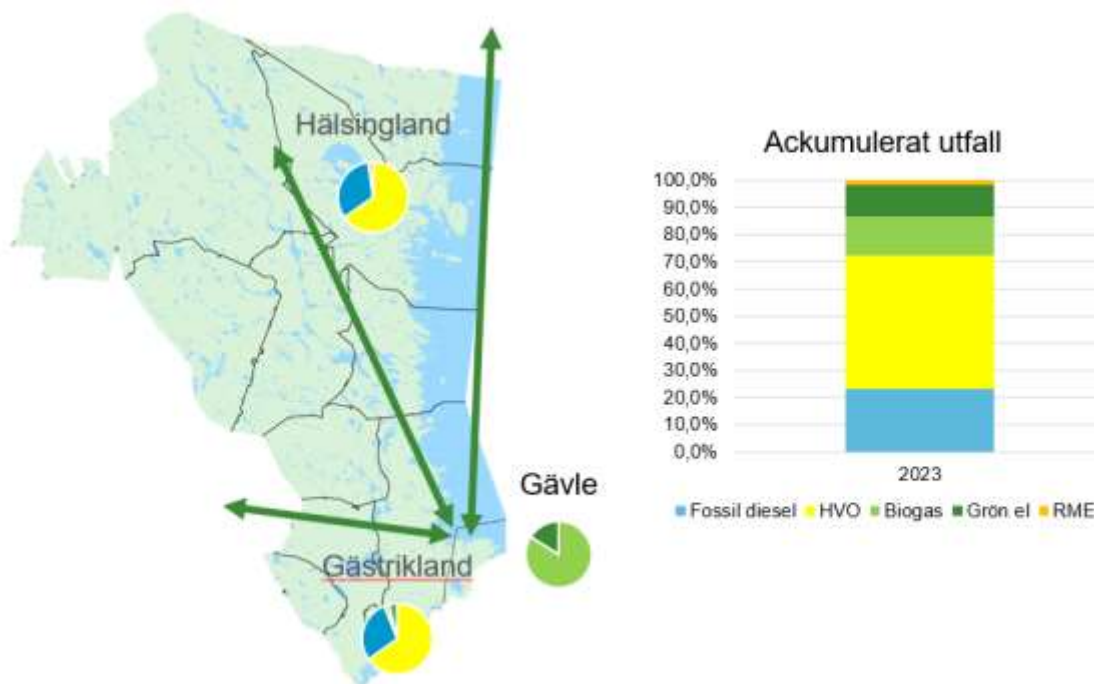 Hälsingland
Gävle
Gästrikland
Ackumulerat utfall
100,0%
90,0%
80,0%
70,0%
60,0%
50,0%
40,0%
30,0%
20,0%
10,0%
0,0%
2023
Fossil diesel HVO Biogas Grön el RME